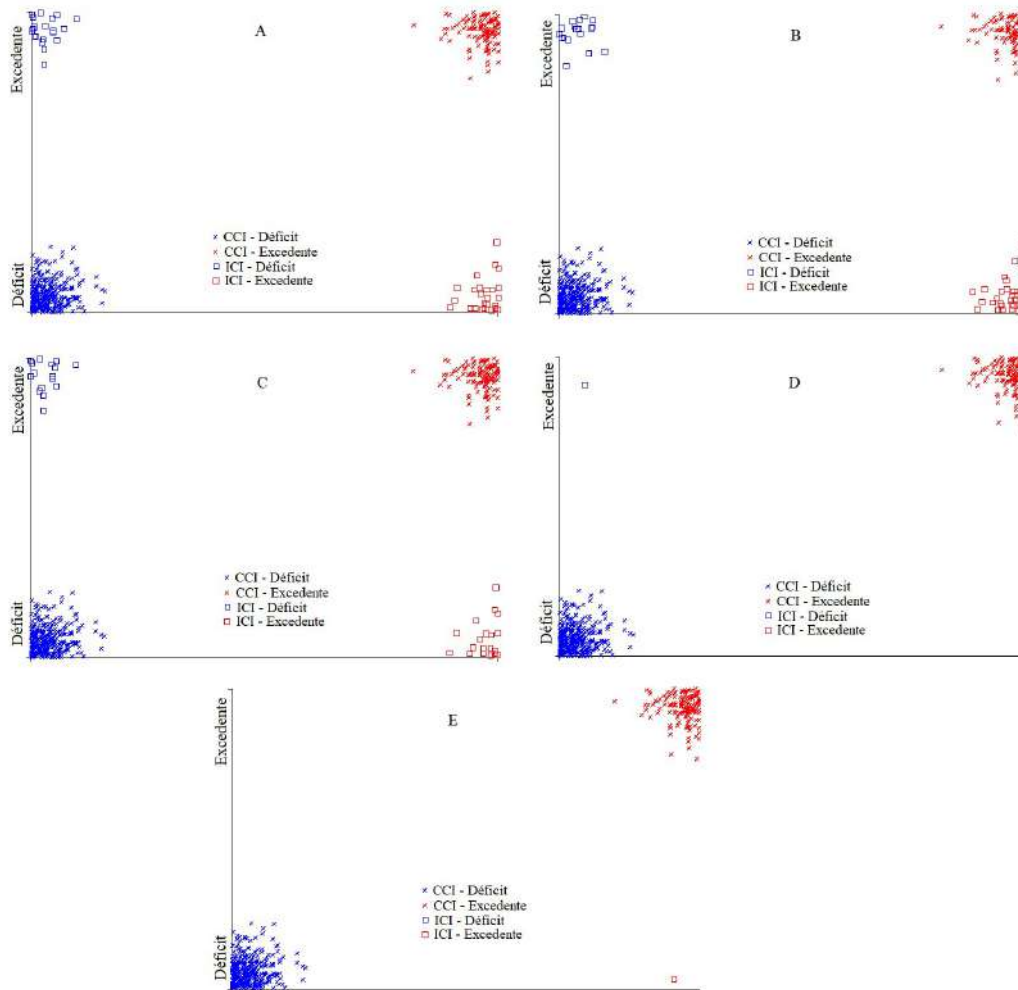 A
Excedente
Déficit
CCI - Déficit
CCI - Excedente
ICI - Déficit
ICI - Excedente
B
Excedente
Déficit
CCI - Déficit
CCI - Excedente
ICI - Déficit
ICI - Excedente
C
Excedente
Déficit
CCI - Déficit
CCI - Excedente
ICI - Déficit
ICI - Excedente
D
Excedente
Déficit
CCI - Déficit
CCI - Excedente
ICI - Déficit
ICI - Excedente
E
Excedente
Déficit
CCI - Déficit
CCI - Excedente
ICI - Déficit
ICI - Excedente